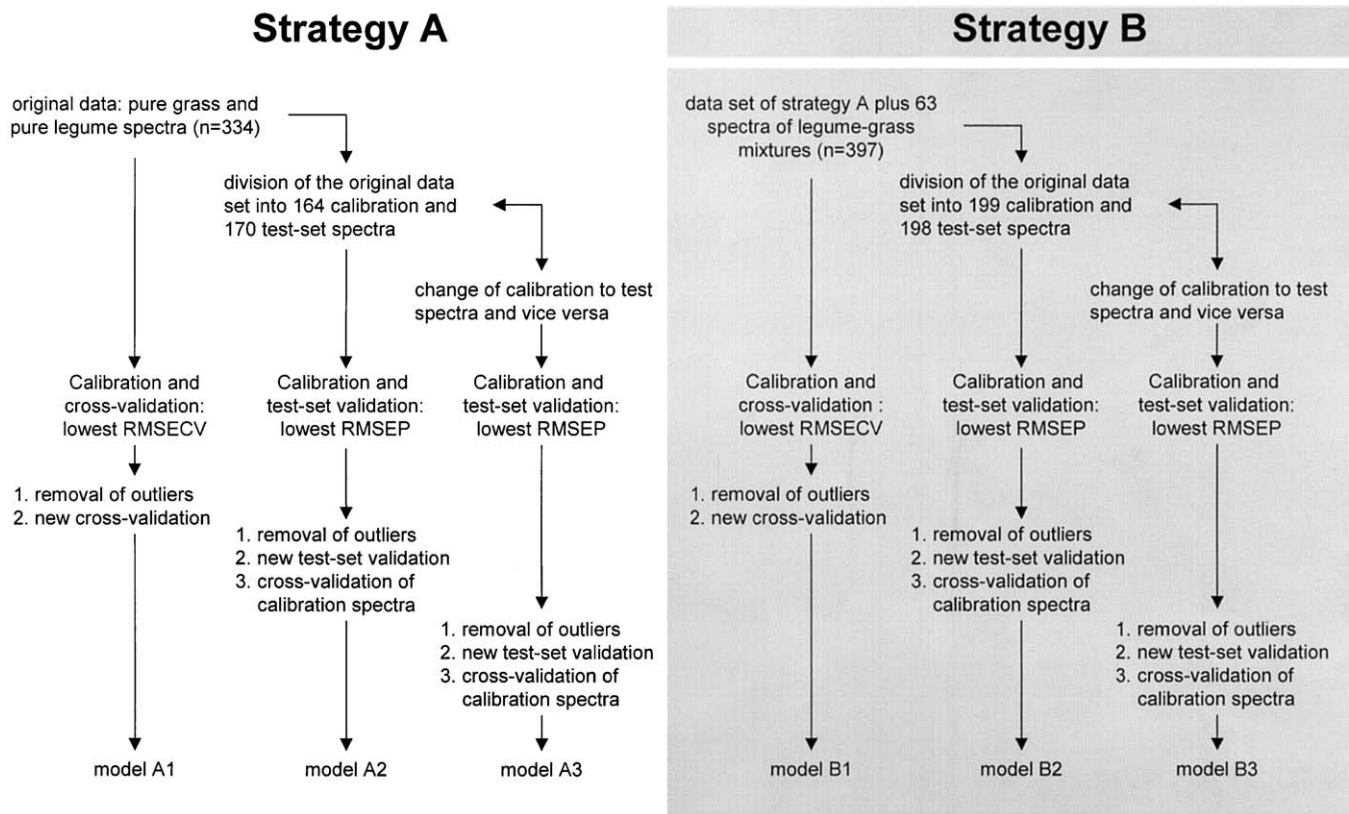 Strategy A
original data: pure grass and
pure legume spectra (n=334)
division of the original data
set into 164 calibration and
170 test-set spectra
change of calibration to test
spectra and vice versa
Calibration and
cross-validation:
lowest RMSECV
Calibration and
test-set validation:
lowest RMSEP
Calibration and
test-set validation:
lowest RMSEP
1. removal of outliers
2. new cross-validation
1. removal of outliers
2. new test-set validation
3. cross-validation of
calibration spectra
1. removal of outliers
2. new test-set validation
3. cross-validation of
calibration spectra
model A1
model A2
model A3
Strategy B
data set of strategy A plus 63
spectra of legume-grass
mixtures (n=397)
division of the original data
set into 199 calibration and
198 test-set spectra
change of calibration to test
spectra and vice versa
Calibration and
cross-validation :
lowest RMSECV
Calibration and
test-set validation:
lowest RMSEP
Calibration and
test-set validation:
lowest RMSEP
1. removal of outliers
2. new cross-validation
1. removal of outliers
2. new test-set validation
3. cross-validation of
calibration spectra
1. removal of outliers
2. new test-set validation
3. cross-validation of
calibration spectra
model B1
model B2
model B3